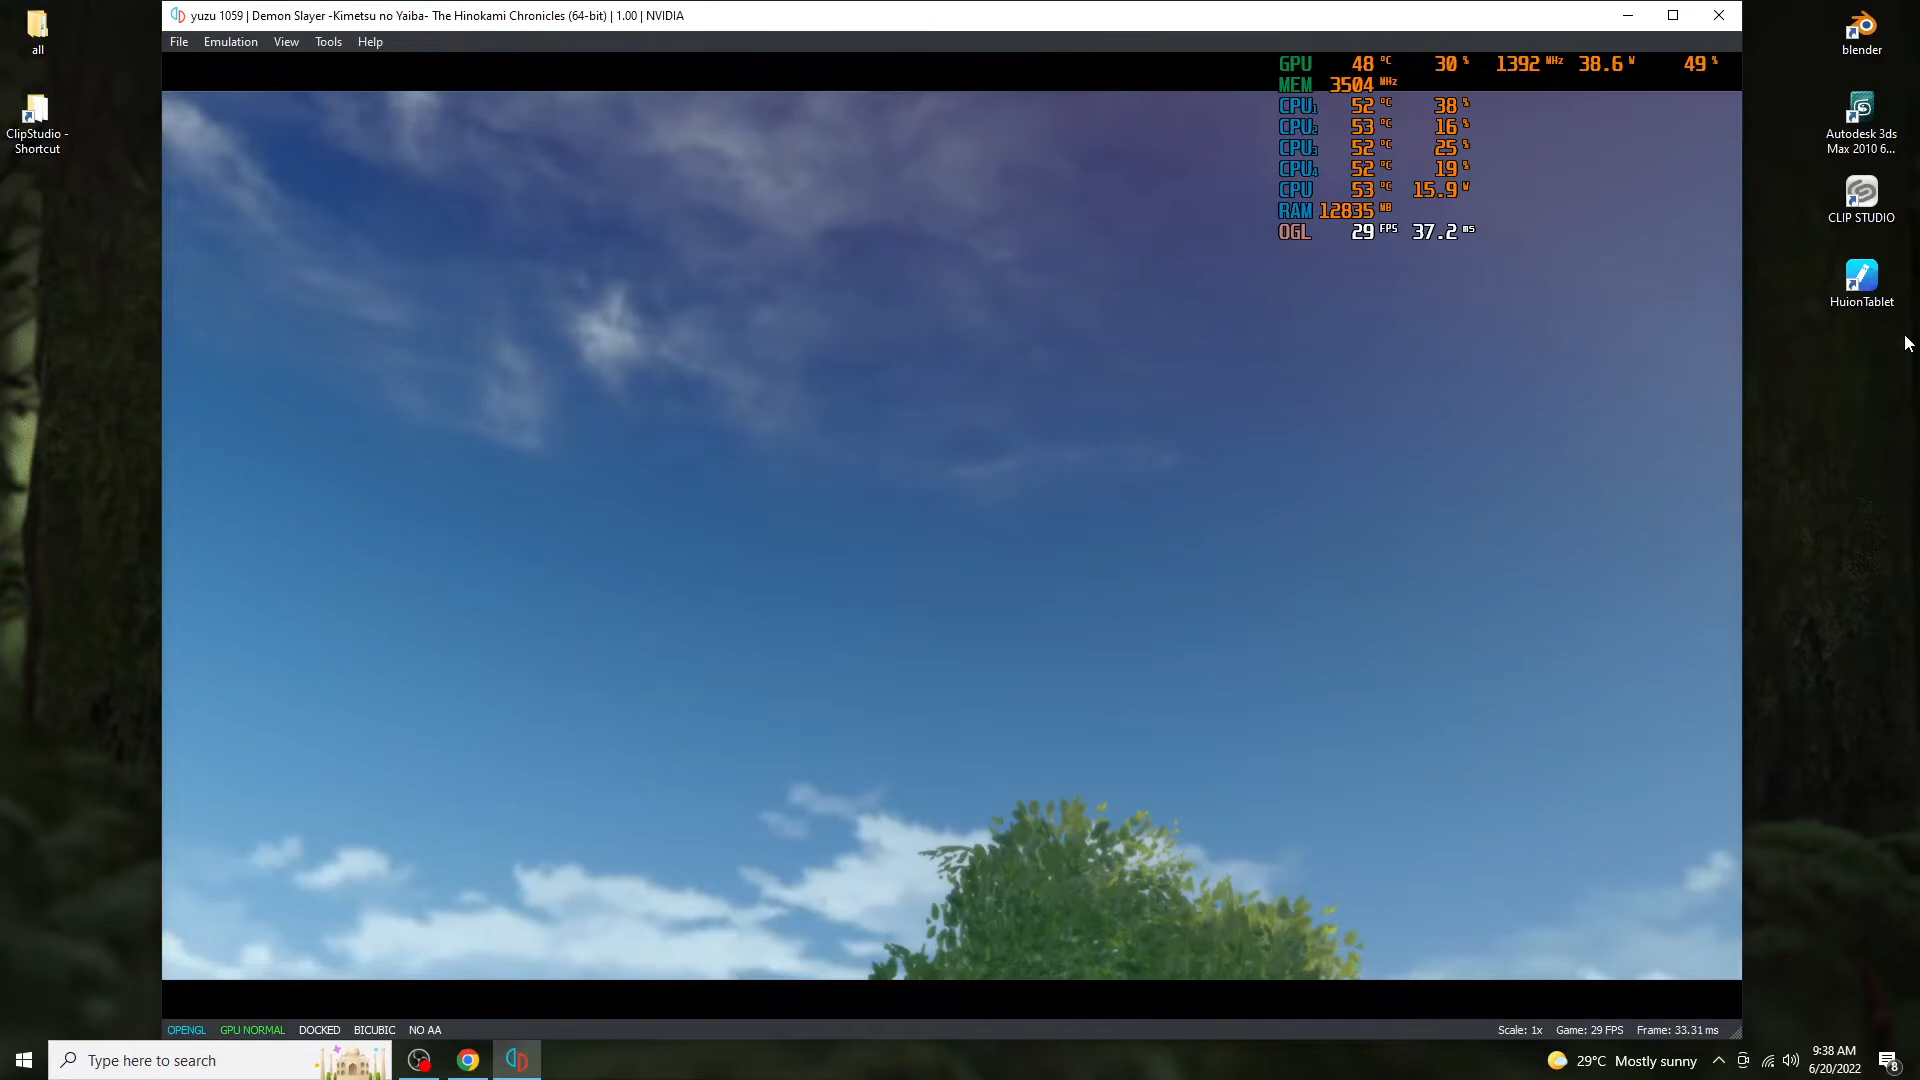 yuzu 1059 | Demon Slayer -Kimetsu no Yaiba- The Hinokami Chronicles (64-bit) | 1.00 | NVIDIA
File Emulation View Tools Help
GPU 48 °C 30 % 1392 MHz 38.6 W 49 %
MEM 3504 MHz
CPU1 52 °C 38 %
CPU2 53 °C 16 %
CPU3 52 °C 25 %
CPU4 52 °C 19 %
CPU 53 °C 15.9 W
RAM 12835 MB
OGL 29 FPS 37.2 ms
all
ClipStudio -
Shortcut
blender
Autodesk 3ds
Max 2010 6...
CLIP STUDIO
HuionTablet
OPENGL GPU NORMAL DOCKED BICUBIC NO AA
Scale: 1x Game: 29 FPS Frame: 33.31 ms
Type here to search
29°C Mostly sunny
9:38 AM
6/20/2022
8